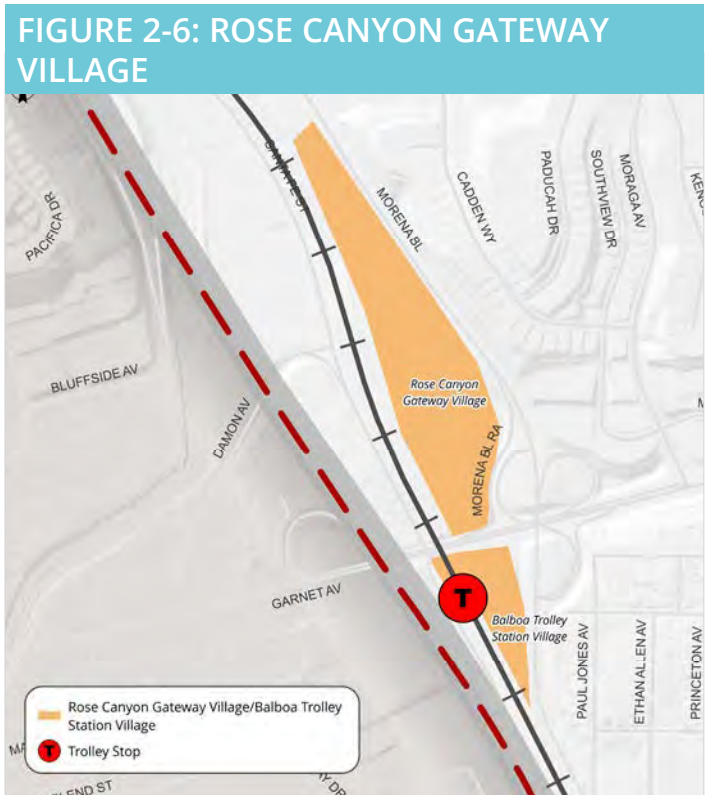 FIGURE 2-6: ROSE CANYON GATEWAY
VILLAGE
PACIFICA DR
MORENA BL
CADDEN WY
PADUCAH DR
SOUTHVIEW DR
MORAGA AV
BLUFFSIDE AV
DAMON AV
Rose Canyon
Gateway Village
MORENA BL RA
GARNET AV
T
Balboa Trolley
Station Village
PAUL JONES AV
ETHAN ALLEN AV
PRINCETON AV
Rose Canyon Gateway Village/Balboa Trolley
Station Village
T Trolley Stop